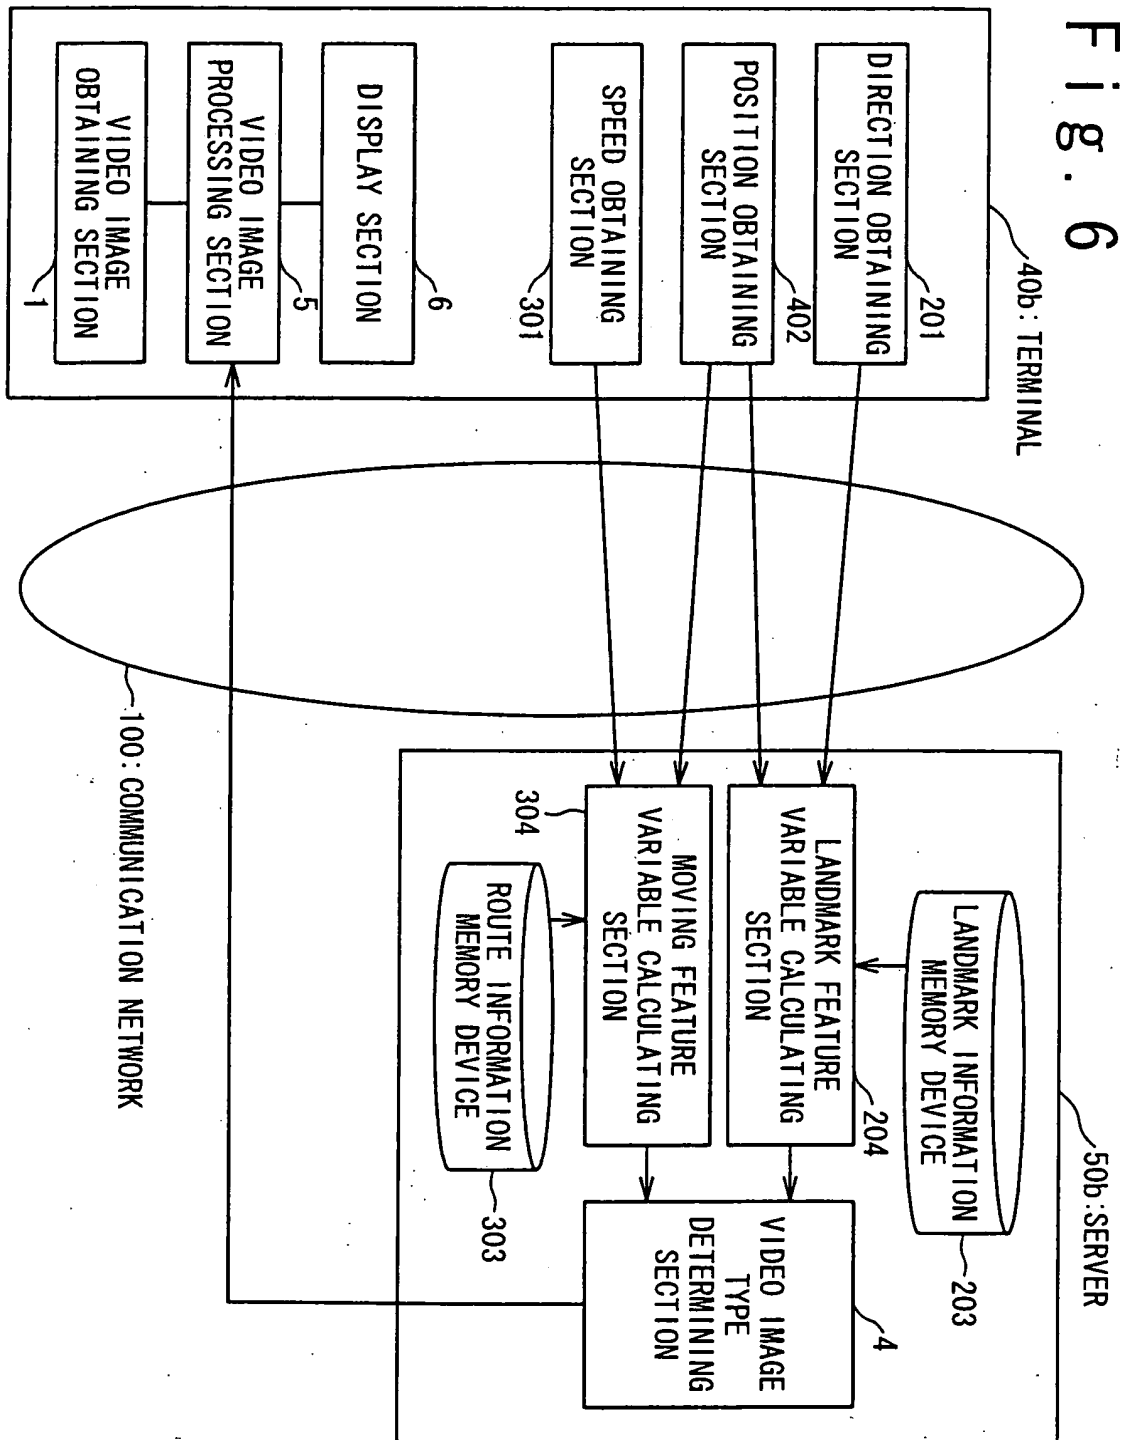 Fig. 6
40b:TERMINAL
DIRECTION OBTAINING
SECTION
201
POSITION OBTAINING
SECTION
402
SPEED OBTAINING
SECTION
301
DISPLAY SECTION
6
VIDEO IMAGE
PROCESSING SECTION
5
VIDEO IMAGE
OBTAINING SECTION
1
100:COMMUNICATION NETWORK
50b:SERVER
LANDMARK INFORMATION
MEMORY DEVICE
203
LANDMARK FEATURE
VARIABLE CALCULATING
SECTION
204
MOVING FEATURE
VARIABLE CALCULATING
SECTION
304
ROUTE INFORMATION
MEMORY DEVICE
303
VIDEO IMAGE
TYPE
DETERMINING
SECTION
4